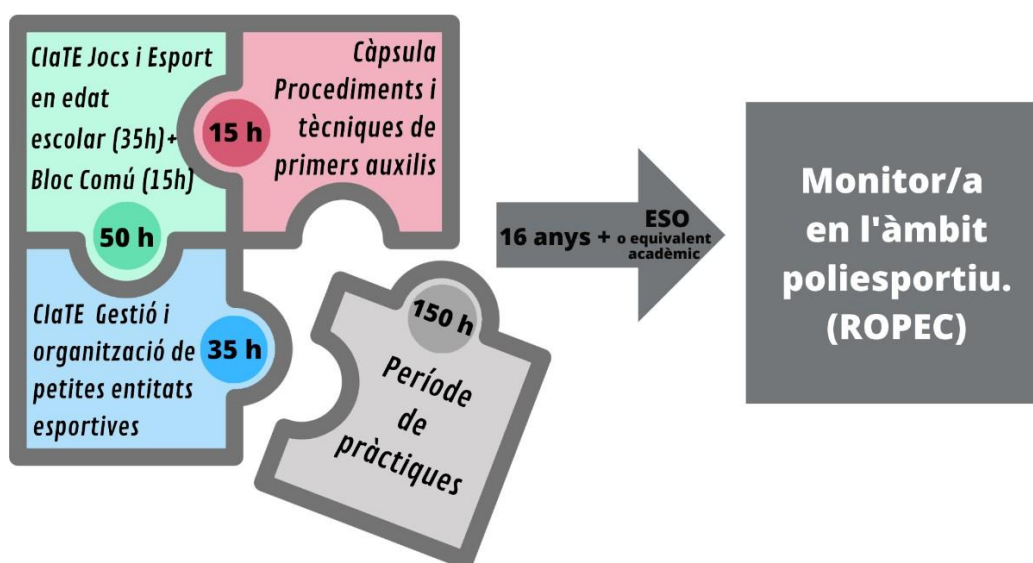 CIaTE Jocs i Esport
en edat
escolar (35h)+
Bloc Comú (15h)
50 h
Càpsula
Procediments i
tècniques de
primers auxilis
15 h
CIaTE Gestió i
organització de
petites entitats
esportives
35 h
150 h
Període
de
pràctiques
16 anys + ESO
o equivalent
acadèmic
Monitor/a
en l'àmbit
poliesportiu.
(ROPEC)